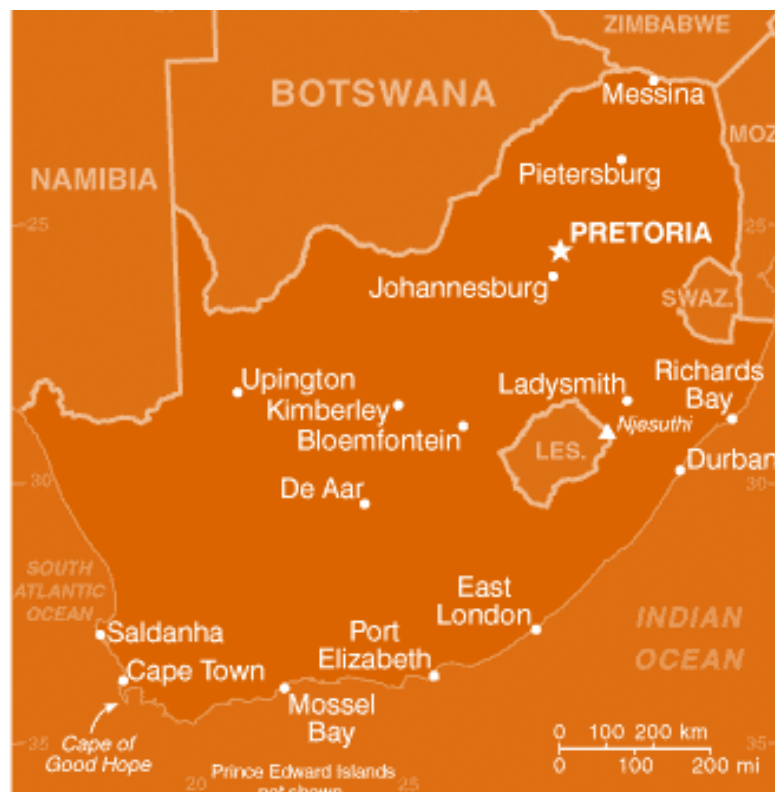 ZIMBABWE
BOTSWANA
Messina
MOZ
NAMIBIA
Pietersburg
25
25
PRETORIA
Johannesburg
SWAZ.
Upington
Ladysmith
Richards
Bay
Kimberley
Njesuthi
Bloemfontein
LES.
Durban
De Aar
30
30
SOUTH
ATLANTIC
OCEAN
East
London
INDIAN
OCEAN
Saldanha
Port
Elizabeth
Cape Town
Mossel
Bay
Cape of
Good Hope
0 100 200 km
0 100 200 mi
35
35
20
25
Prince Edward Islands
not shown